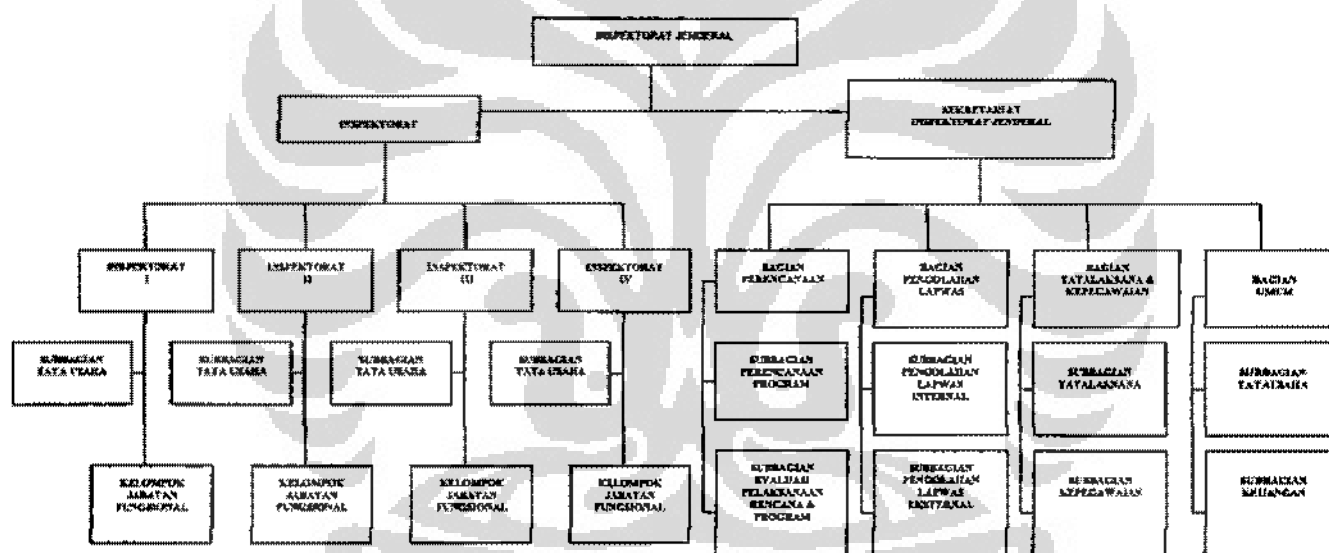 INSPEKTORAT JENDERAL
INSPEKTORAT
SEKRETARIAT
INSPEKTORAT JENDERAL
INSPEKTORAT
I
INSPEKTORAT
II
INSPEKTORAT
III
INSPEKTORAT
IV
BAGIAN
PERENCANAAN
BAGIAN
PENGOLAHAN
LAPWAS
BAGIAN
TATALAKSANA &
KEPEGAWAIAN
BAGIAN
UMUM
SUBBAGIAN
TATA USAHA
SUBBAGIAN
TATA USAHA
SUBBAGIAN
TATA USAHA
SUBBAGIAN
TATA USAHA
SUBBAGIAN
PERENCANAAN
PROGRAM
SUBBAGIAN
PENGOLAHAN
LAPWAS
INTERNAL
SUBBAGIAN
TATALAKSANA
SUBBAGIAN
TATAUSAHA
KELOMPOK
JABATAN
FUNGSIONAL
KELOMPOK
JABATAN
FUNGSIONAL
KELOMPOK
JABATAN
FUNGSIONAL
KELOMPOK
JABATAN
FUNGSIONAL
SUBBAGIAN
EVALUASI
PELAKSANAAN
RENCANA &
PROGRAM
SUBBAGIAN
PENGOLAHAN
LAPWAS
EKSTERNAL
SUBBAGIAN
KEPEGAWAIAN
SUBBAGIAN
KEUANGAN